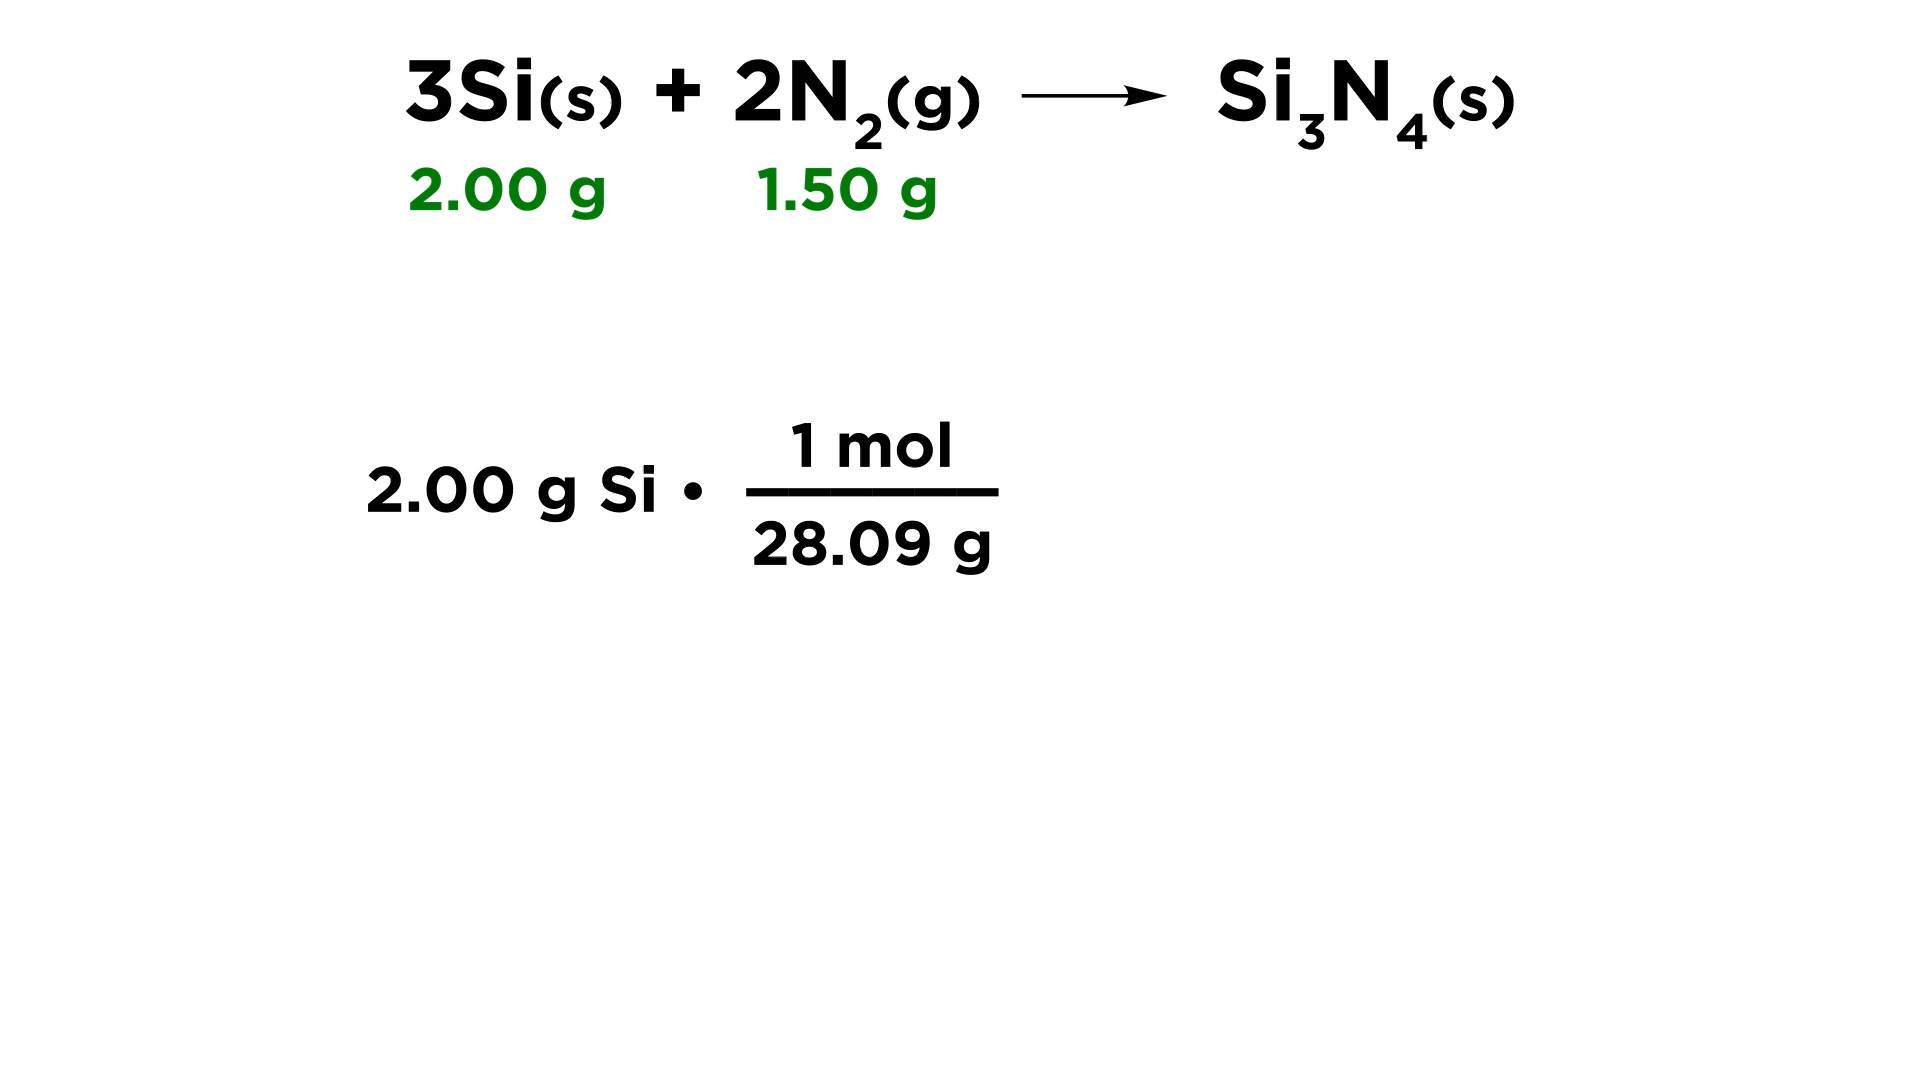 3Si(s) + 2N₂(g) ⟶ Si₃N₄(s)
2.00 g 1.50 g
1 mol
2.00 g Si •
28.09 g